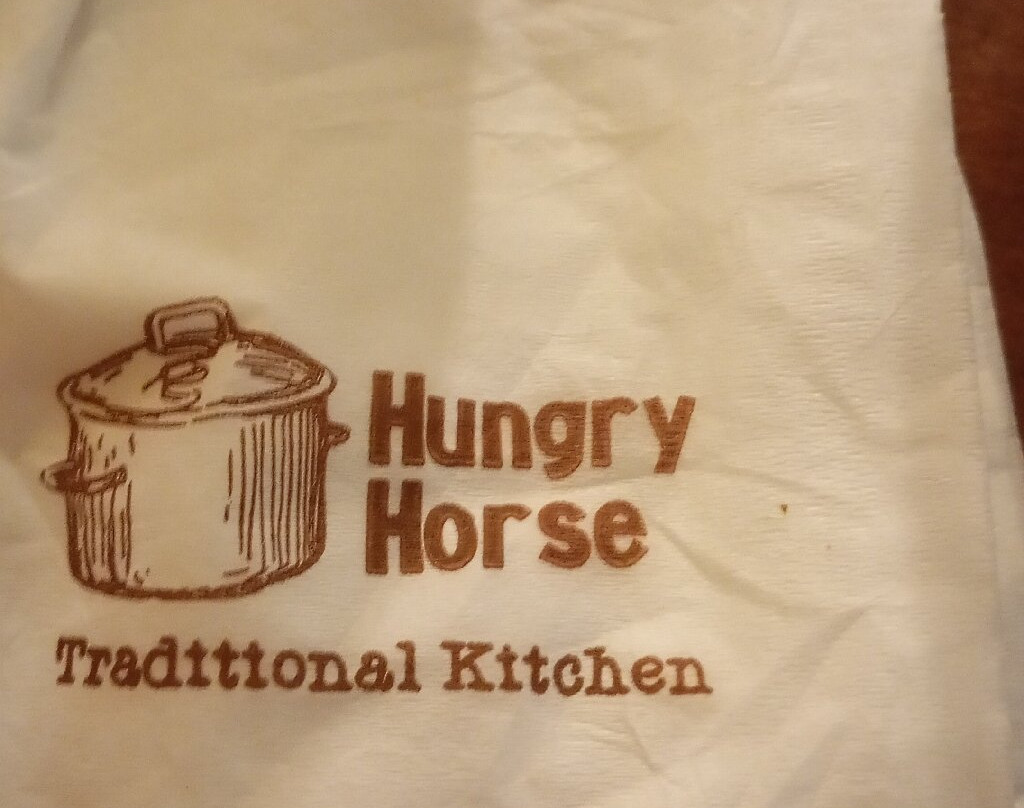 Hungry
Horse
Traditional Kitchen